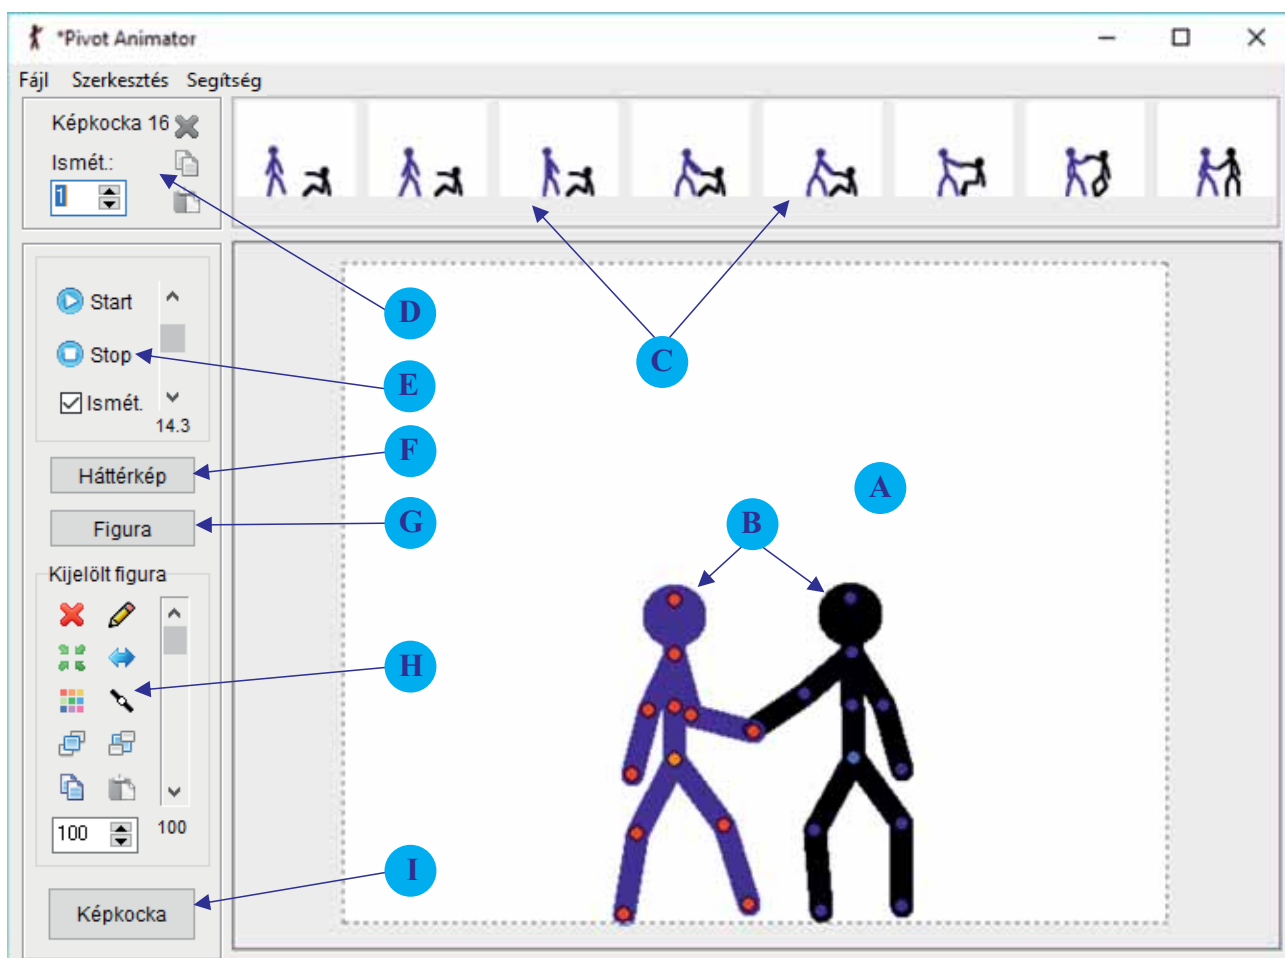 *Pivot Animator
Fájl Szerkesztés Segítség
Képkocka 16
Ismét.:
1
Start
Stop
Ismét.
14.3
Háttérkép
Figura
Kijelölt figura
100
100
Képkocka
D
E
F
G
H
I
C
A
B